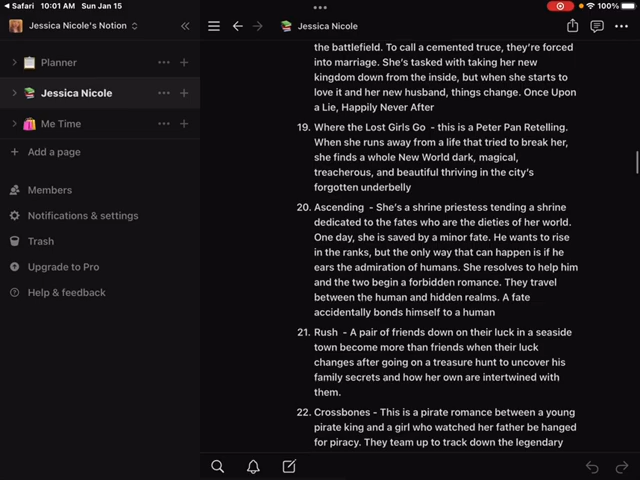 Safari 10:01 AM Sun Jan 15
100%
Jessica Nicole's Notion
Planner
Jessica Nicole
Me Time
Add a page
Members
Notifications & settings
Trash
Upgrade to Pro
Help & feedback
Jessica Nicole
the battlefield. To call a cemented truce, they're forced
into marriage. She's tasked with taking her new
kingdom down from the inside, but when she starts to
love it and her new husband, things change. Once Upon
a Lie, Happily Never After
19. Where the Lost Girls Go - this is a Peter Pan Retelling.
When she runs away from a life that tried to break her,
she finds a whole New World dark, magical,
treacherous, and beautiful thriving in the city's
forgotten underbelly
20. Ascending - She's a shrine priestess tending a shrine
dedicated to the fates who are the dieties of her world.
One day, she is saved by a minor fate. He wants to rise
in the ranks, but the only way that can happen is if he
ears the admiration of humans. She resolves to help him
and the two begin a forbidden romance. They travel
between the human and hidden realms. A fate
accidentally bonds himself to a human
21. Rush - A pair of friends down on their luck in a seaside
town become more than friends when their luck
changes after going on a treasure hunt to uncover his
family secrets and how her own are intertwined with
them.
22. Crossbones - This is a pirate romance between a young
pirate king and a girl who watched her father be hanged
for piracy. They team up to track down the legendary